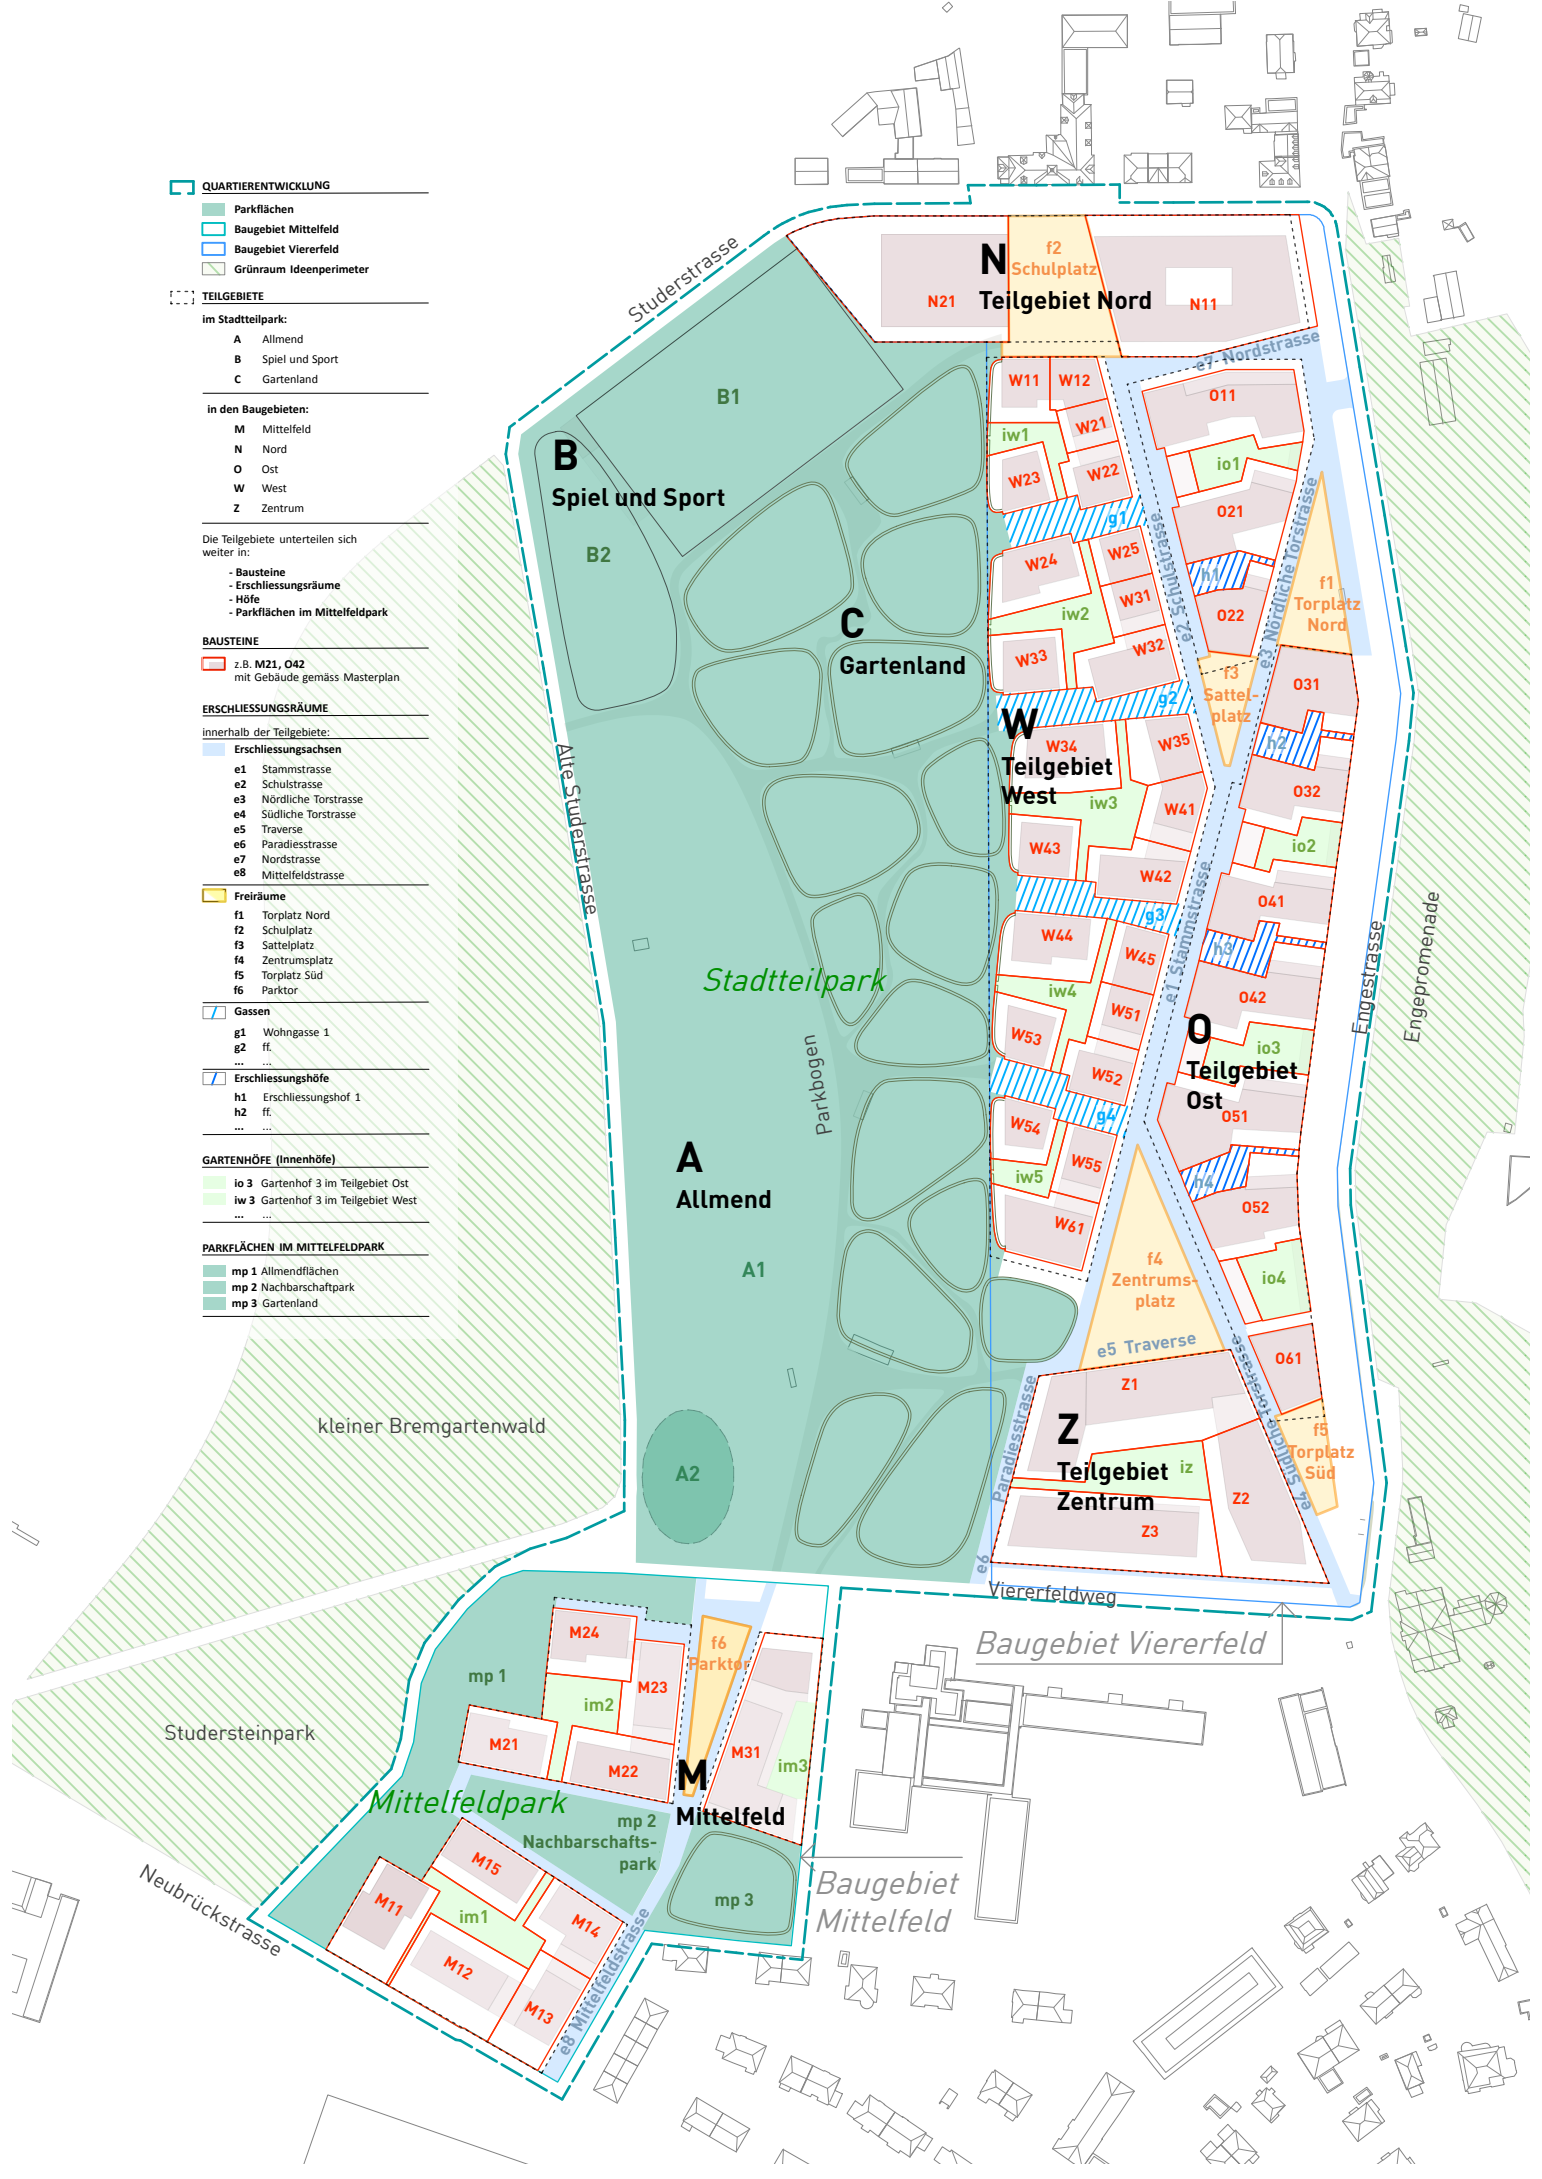 QUARTIERENTWICKLUNG
Parkflächen
Baugebiet Mittelfeld
Baugebiet Viererfeld
Grünraum Ideenperimeter
TEILGEBIETE
im Stadtteilpark:
A Allmend
B Spiel und Sport
C Gartenland
in den Baugebieten:
M Mittelfeld
N Nord
O Ost
W West
Z Zentrum
Die Teilgebiete unterteilen sich
weiter in:
- Bausteine
- Erschliessungsräume
- Höfe
- Parkflächen im Mittelfeldpark
BAUSTEINE
z.B. M21, O42
mit Gebäude gemäss Masterplan
ERSCHLIESSUNGSRÄUME
innerhalb der Teilgebiete:
Erschliessungsachsen
e1 Stammstrasse
e2 Schulstrasse
e3 Nördliche Torstrasse
e4 Südliche Torstrasse
e5 Traverse
e6 Paradiesstrasse
e7 Nordstrasse
e8 Mittelfeldstrasse
Freiräume
f1 Torplatz Nord
f2 Schulplatz
f3 Sattelplatz
f4 Zentrumsplatz
f5 Torplatz Süd
f6 Parktor
Gassen
g1 Wohngasse 1
g2 ff.
... ...
Erschliessungshöfe
h1 Erschliessungshof 1
h2 ff.
... ...
GARTENHÖFE (Innenhöfe)
io 3 Gartenhof 3 im Teilgebiet Ost
iw 3 Gartenhof 3 im Teilgebiet West
... ...
PARKFLÄCHEN IM MITTELFELDPARK
mp 1 Allmendflächen
mp 2 Nachbarschaftpark
mp 3 Gartenland
Studerstrasse
N
Teilgebiet Nord
N21
f2
Schulplatz
N11
e7 Nordstrasse
B1
B
Spiel und Sport
B2
C
Gartenland
W11
W12
W21
iw1
W22
W23
g1
W24
W25
W31
iw2
W32
W33
g2
W
Teilgebiet
West
W34
W35
iw3
W41
W43
W42
g3
W44
W45
iw4
W51
W53
W52
g4
W54
W55
iw5
W61
O11
io1
O21
h1
O22
e2 Schulstrasse
e3 Nördliche Torstrasse
f1
Torplatz
Nord
f3
Sattel-
platz
O31
h2
O32
io2
O41
h3
O42
e1 Stammstrasse
O
Teilgebiet
Ost
io3
O51
h4
O52
io4
O61
Engestrasse
Engepromenade
Alte Studerstrasse
Stadtteilpark
Parkbogen
A
Allmend
A1
A2
f4
Zentrums-
platz
e5 Traverse
e4 Südliche Torstrasse
f5
Torplatz
Süd
Z1
Z
Teilgebiet
Zentrum
iz
Z2
Z3
e6 Paradiesstrasse
Viererfeldweg
Baugebiet Viererfeld
kleiner Bremgartenwald
Studersteinpark
mp 1
M24
M23
im2
M21
M22
f6
Parktor
M31
im3
M
Mittelfeld
Mittelfeldpark
mp 2
Nachbarschafts-
park
mp 3
Baugebiet
Mittelfeld
M15
M11
im1
M14
M12
M13
e8 Mittelfeldstrasse
Neubrückstrasse